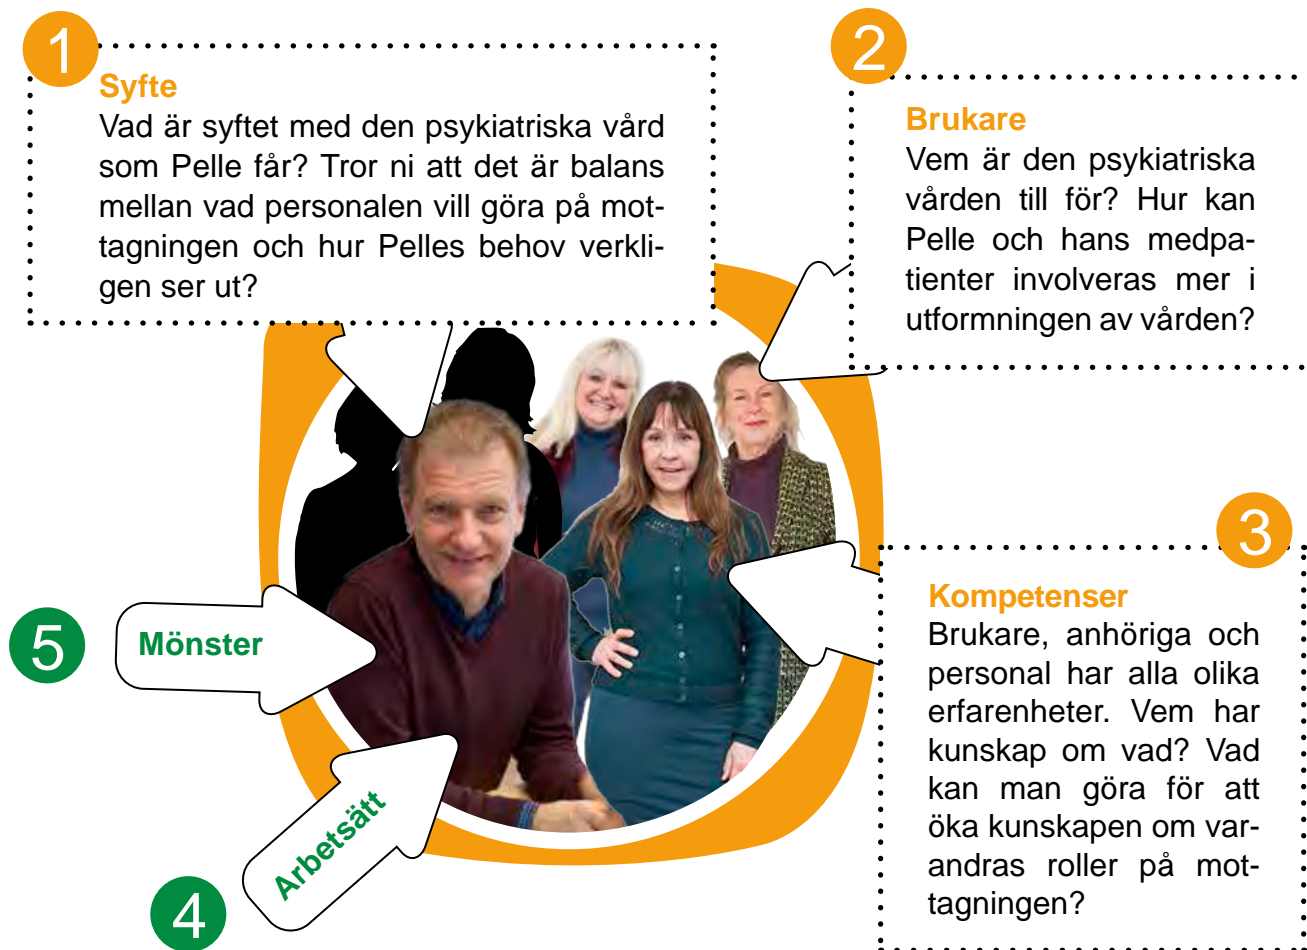 1
Syfte
Vad är syftet med den psykiatriska vård
som Pelle får? Tror ni att det är balans
mellan vad personalen vill göra på mot-
tagningen och hur Pelles behov verkli-
gen ser ut?
2
Brukare
Vem är den psykiatriska
vården till för? Hur kan
Pelle och hans medpa-
tienter involveras mer i
utformningen av vården?
3
Kompetenser
Brukare, anhöriga och
personal har alla olika
erfarenheter. Vem har
kunskap om vad? Vad
kan man göra för att
öka kunskapen om var-
andras roller på mot-
tagningen?
4
Arbetsätt
5
Mönster